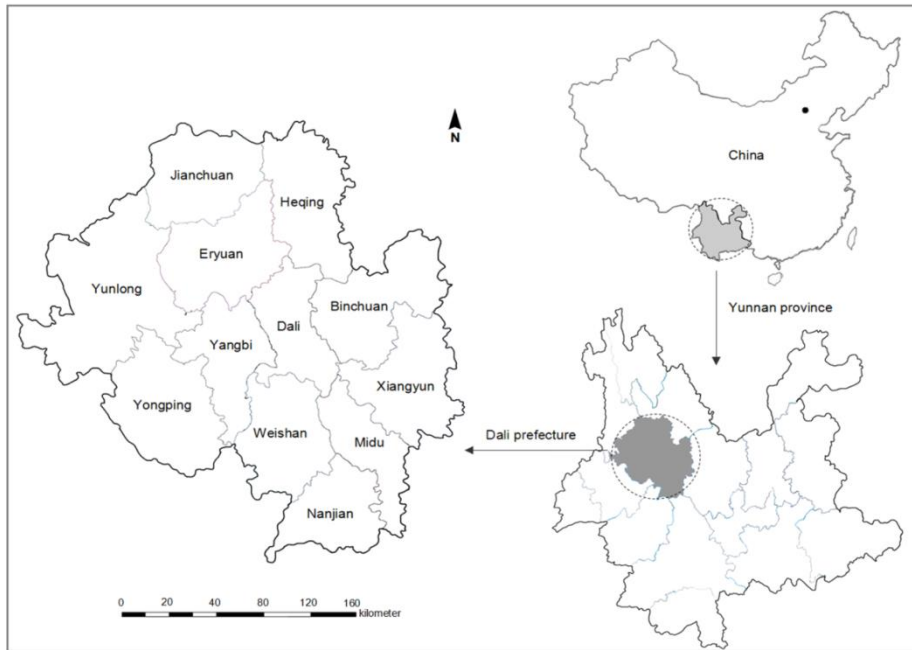 N
Jianchuan
Heqing
Eryuan
Yunlong
Binchuan
Dali
Yangbi
Xiangyun
Yongping
Weishan
Midu
Nanjian
0 20 40 80 120 160
kilometer
China
Yunnan province
Dali prefecture